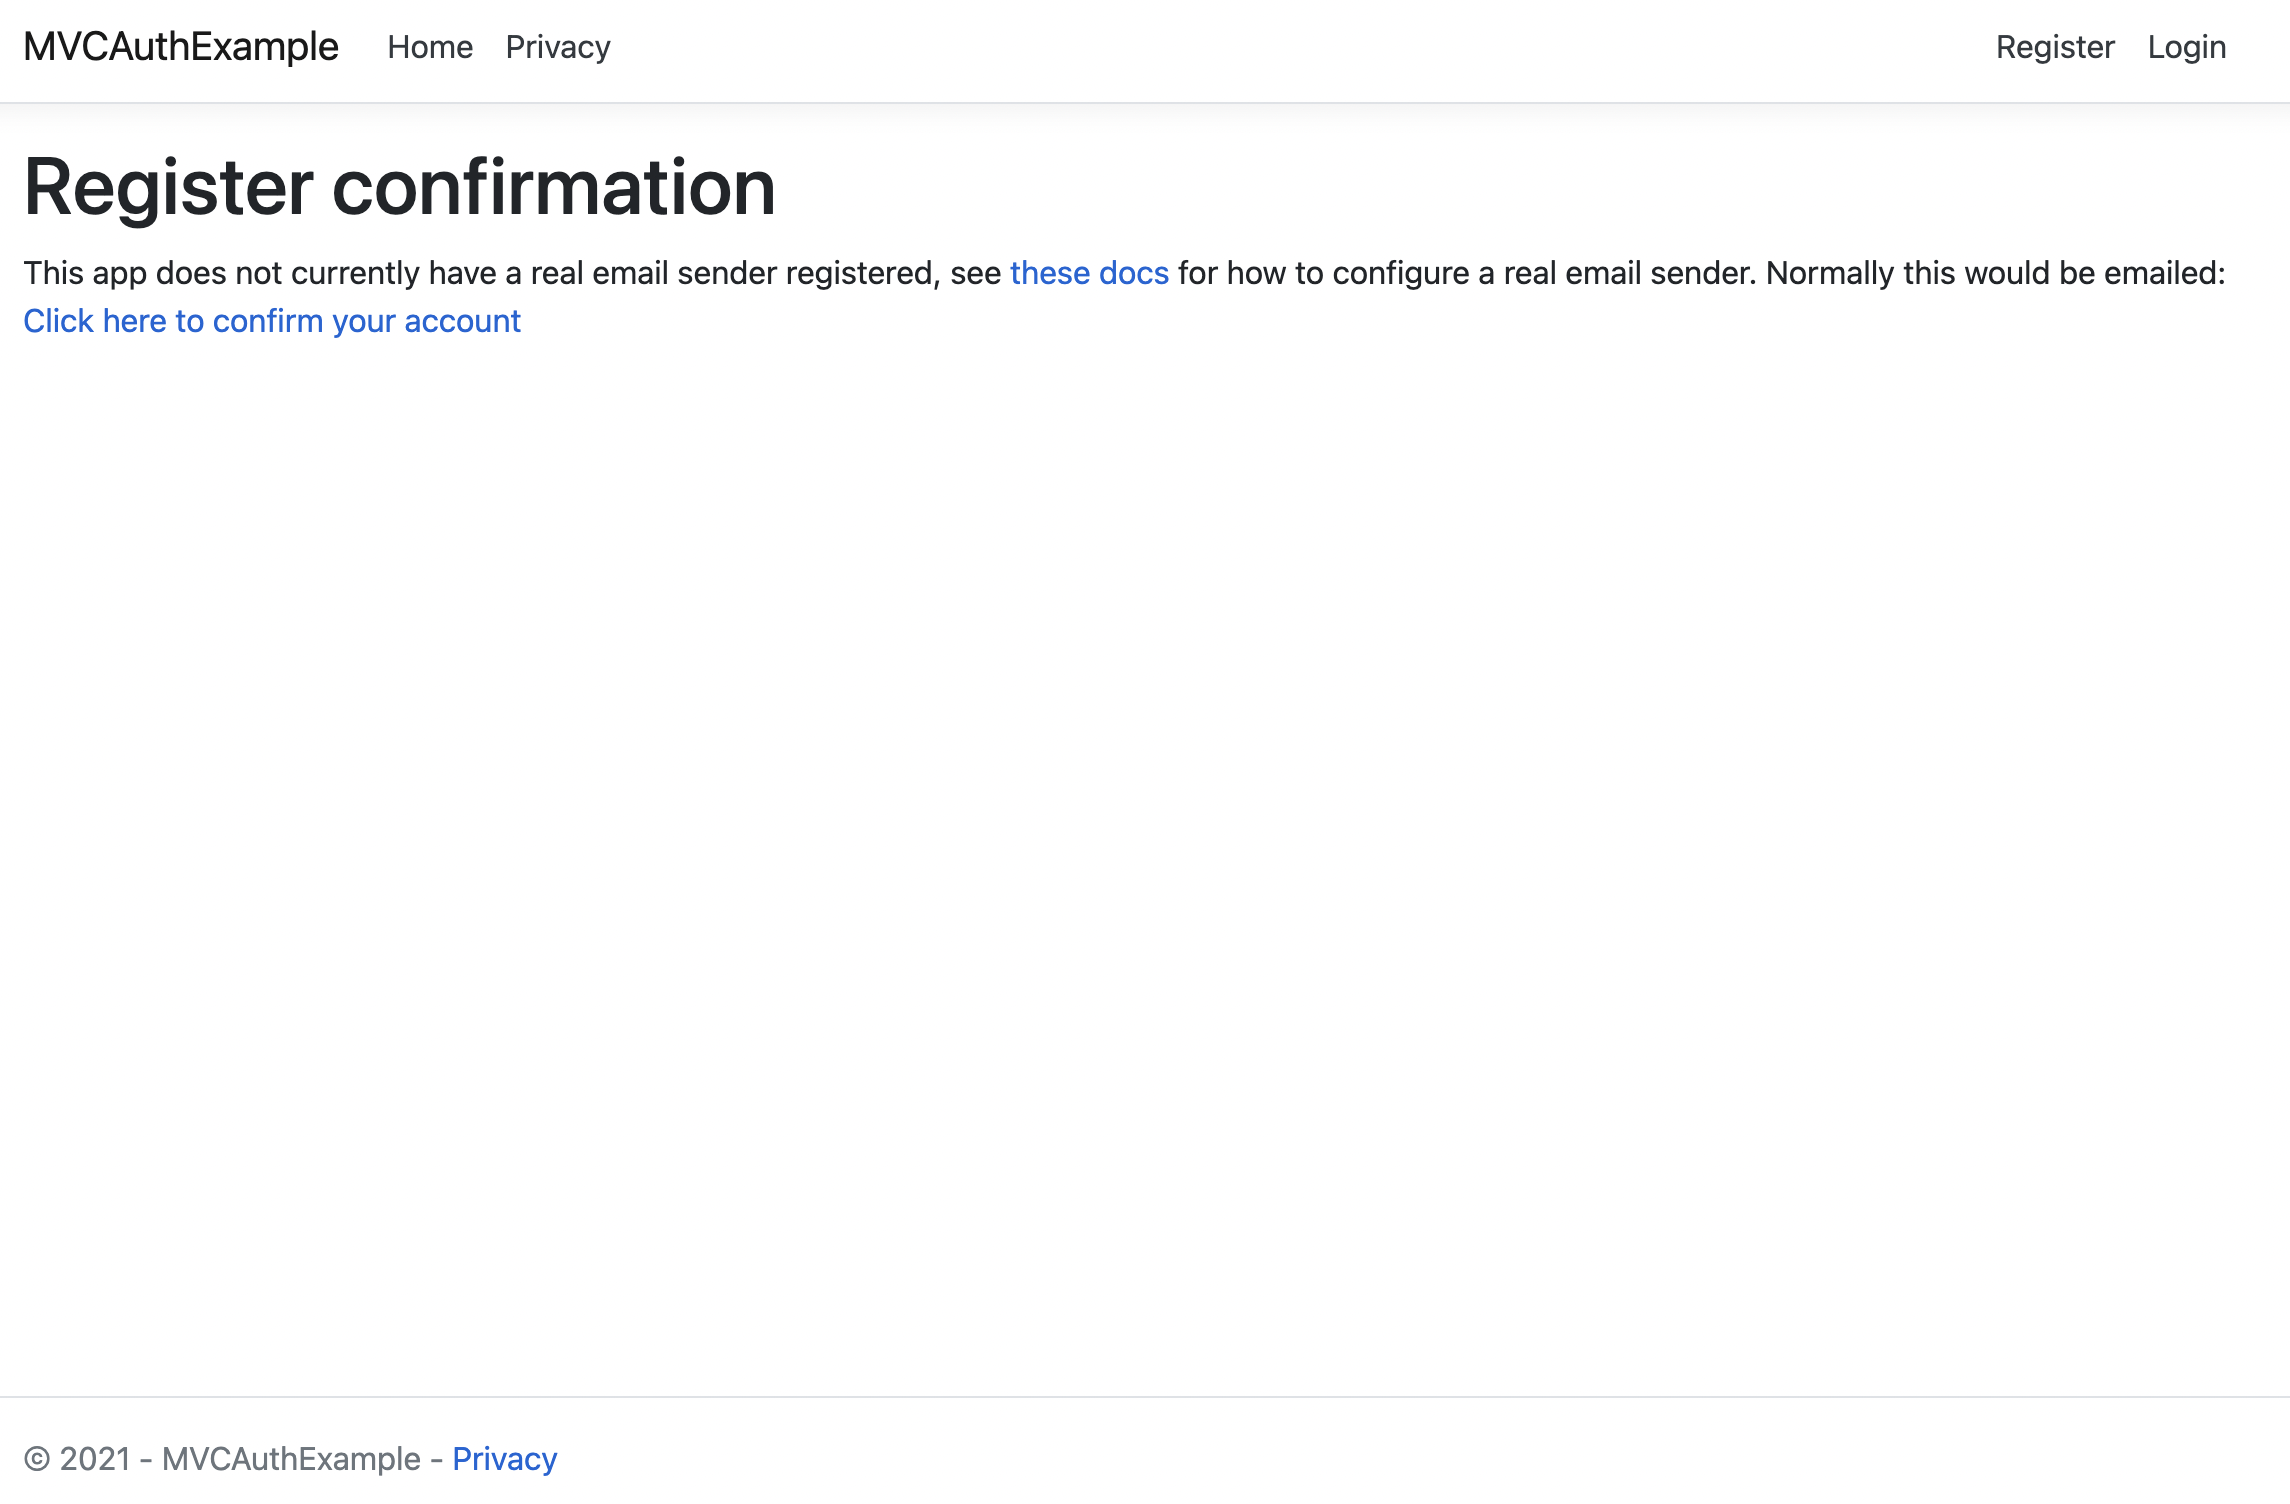 MVCAuthExample Home Privacy Register Login
Register confirmation
This app does not currently have a real email sender registered, see these docs for how to configure a real email sender. Normally this would be emailed:
Click here to confirm your account
© 2021 - MVCAuthExample - Privacy